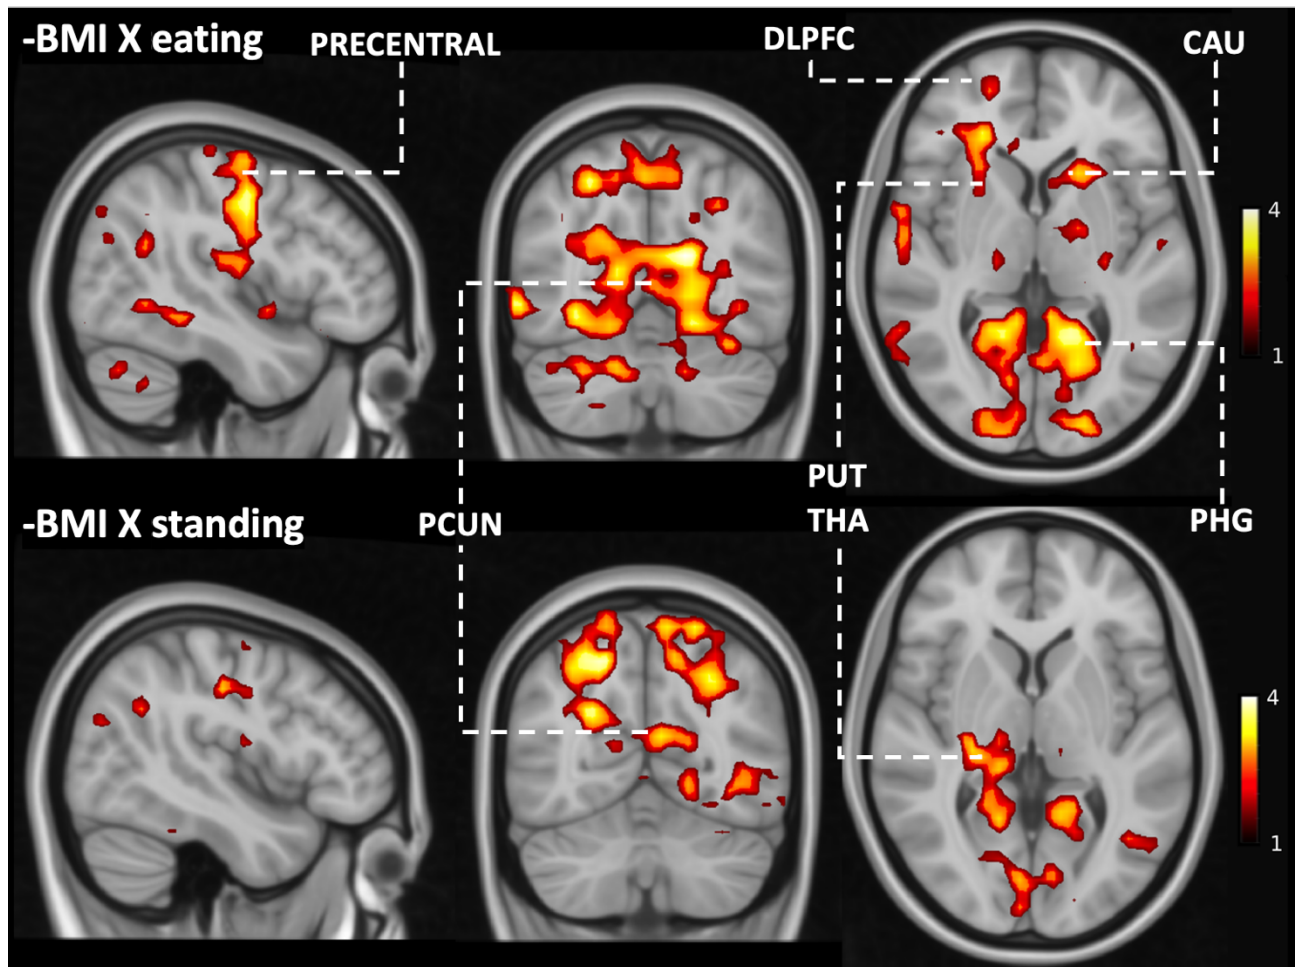 -BMI X eating
PRECENTRAL
DLPFC
CAU
4
1
PUT
-BMI X standing
PCUN
THA
PHG
4
1